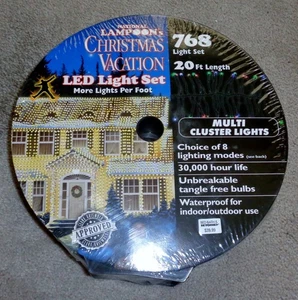 NATIONAL
LAMPOON'S
CHRISTMAS
VACATION
LED Light Set
More Lights Per Foot
768
Light Set
20 Ft Length
MULTI
CLUSTER LIGHTS
Choice of 8
lighting modes (see back)
30,000 hour life
Unbreakable
tangle free bulbs
Waterproof for
indoor/outdoor use
APPROVED